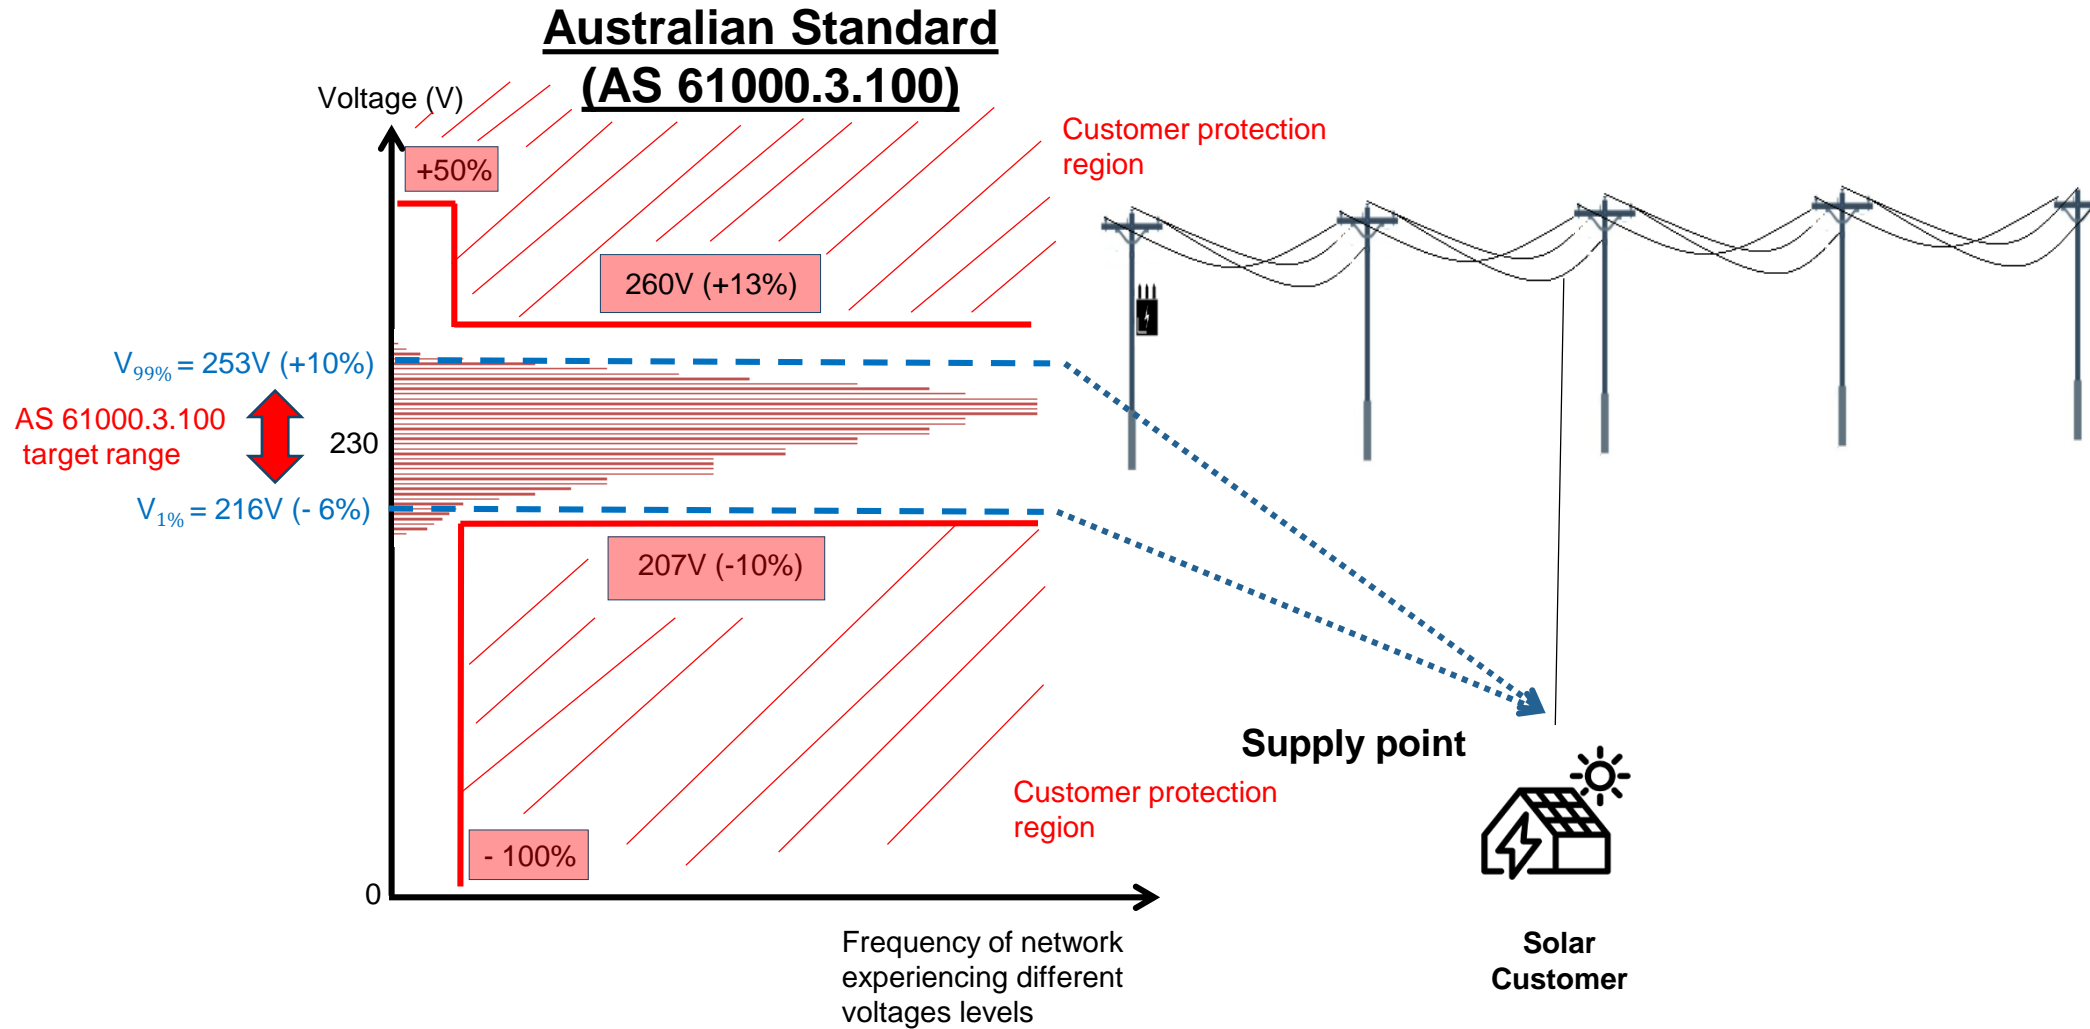 Australian Standard
(AS 61000.3.100)
Voltage (V)
+50%
Customer protection
region
260V (+13%)
V99% = 253V (+10%)
AS 61000.3.100
target range
230
V1% = 216V (- 6%)
207V (-10%)
Supply point
Customer protection
region
- 100%
0
Frequency of network
experiencing different
voltages levels
Solar
Customer